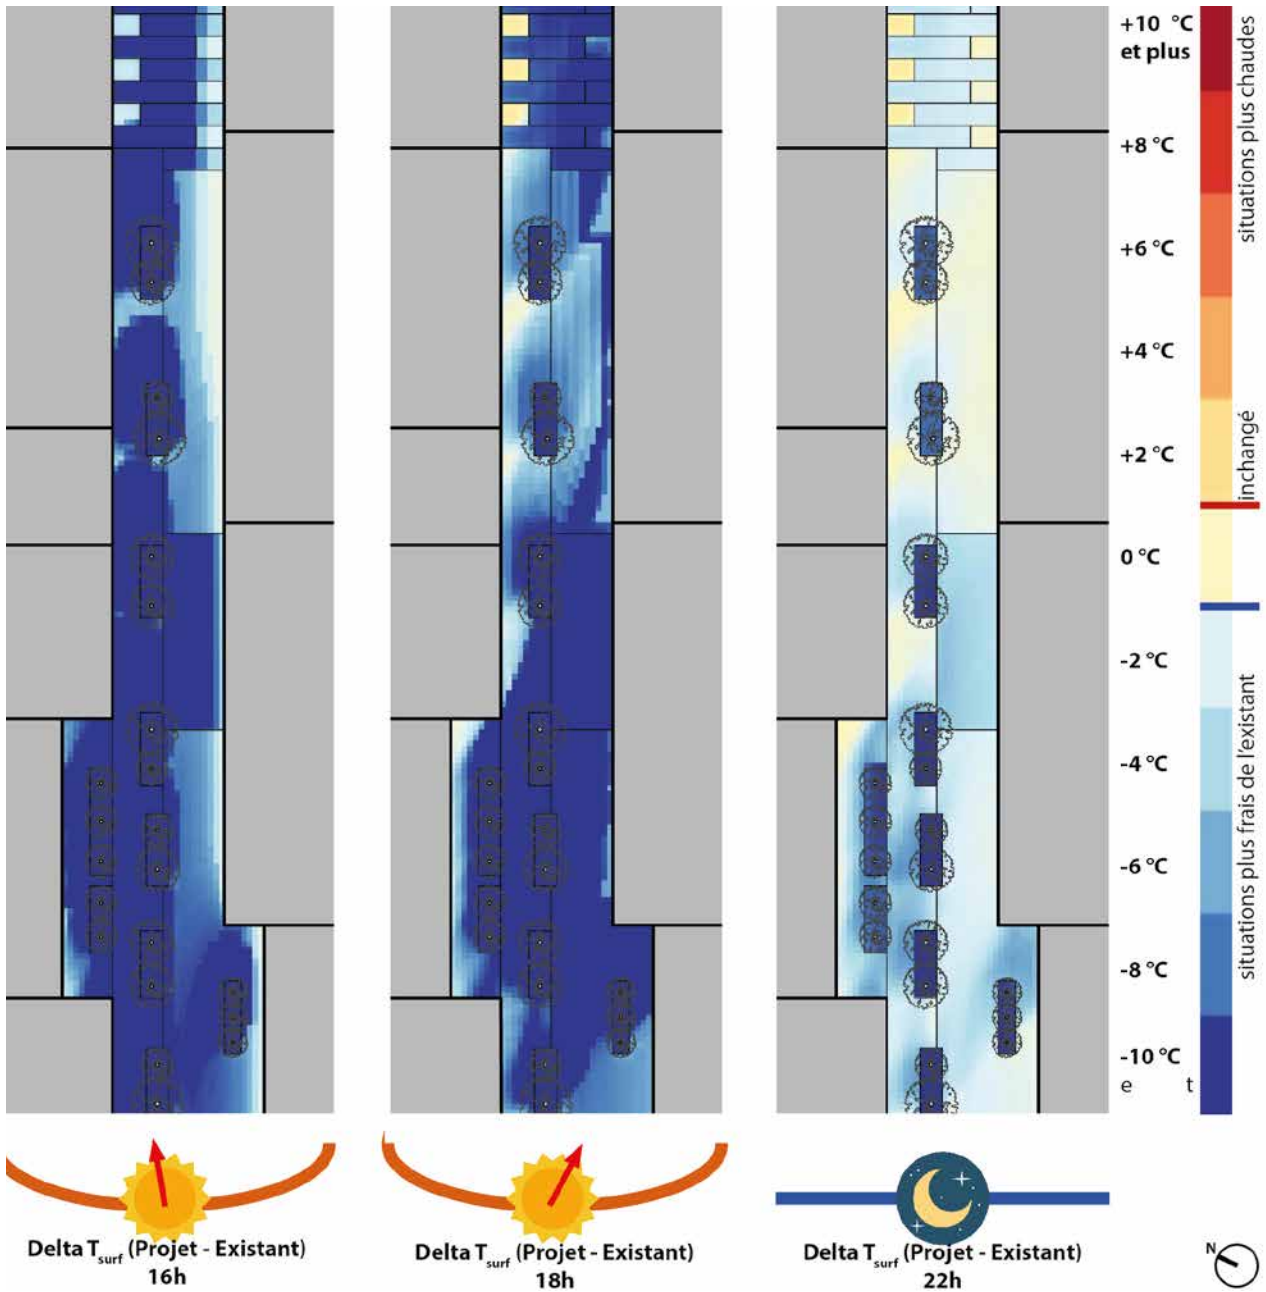 +10 °C
et plus
+8 °C
+6 °C
+4 °C
+2 °C
0 °C
-2 °C
-4 °C
-6 °C
-8 °C
-10 °C
e t
situations plus chaudes
inchangé
situations plus frais de l'existant
Delta Tsurf (Projet - Existant)
16h
Delta Tsurf (Projet - Existant)
18h
Delta Tsurf (Projet - Existant)
22h
N